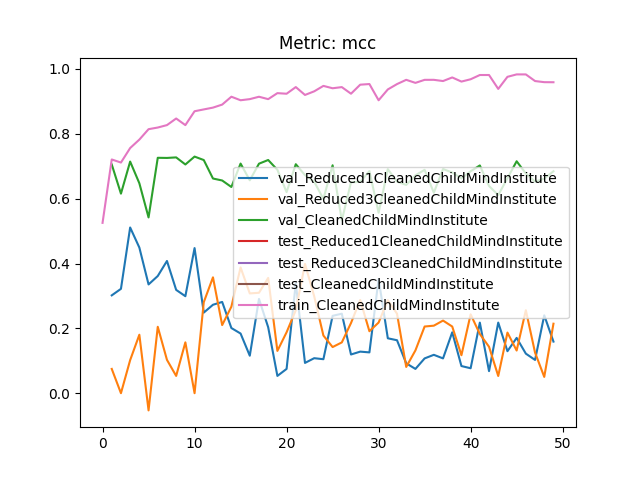 Metric: mcc
1.0
0.8
0.6
0.4
0.2
0.0
val_Reduced1CleanedChildMindInstitute
val_Reduced3CleanedChildMindInstitute
val_CleanedChildMindInstitute
test_Reduced1CleanedChildMindInstitute
test_Reduced3CleanedChildMindInstitute
test_CleanedChildMindInstitute
train_CleanedChildMindInstitute
0 10 20 30 40 50